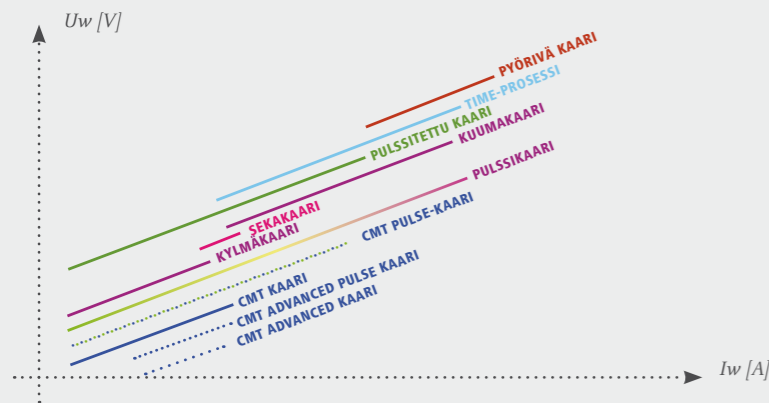 Uw [V]
PYÖRIVÄ KAARI
TIME-PROSESSI
PULSSITETTU KAARI
KUUMAKAARI
PULSSIKAARI
SEKAKAARI
KYLMÄKAARI
CMT PULSE-KAARI
CMT KAARI
CMT ADVANCED PULSE KAARI
CMT ADVANCED KAARI
Iw [A]